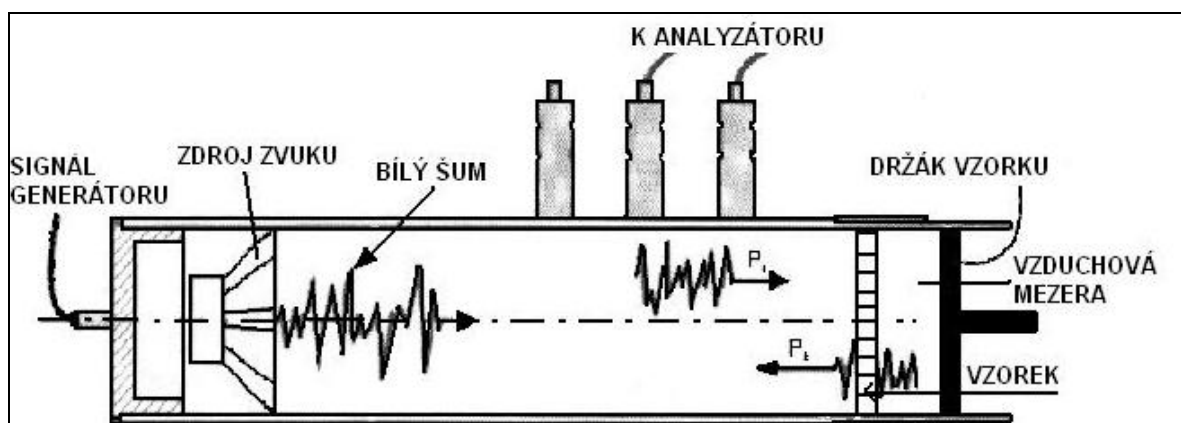 K ANALYZÁTORU
ZDROJ ZVUKU
SIGNÁL
GENERÁTORU
BÍLÝ ŠUM
DRŽÁK VZORKU
P
VZDUCHOVÁ
MEZERA
P
VZOREK